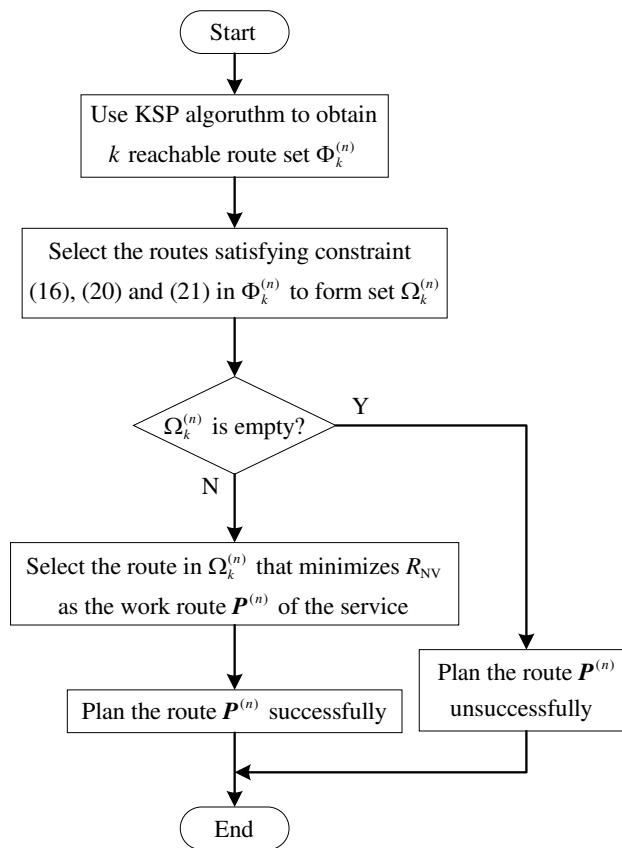 Start
Use KSP algoruthm to obtain
k reachable route set Φ_k^(n)
Select the routes satisfying constraint
(16), (20) and (21) in Φ_k^(n) to form set Ω_k^(n)
Ω_k^(n) is empty?
Y
N
Select the route in Ω_k^(n) that minimizes R_NV
as the work route P^(n) of the service
Plan the route P^(n) successfully
Plan the route P^(n)
unsuccessfully
End